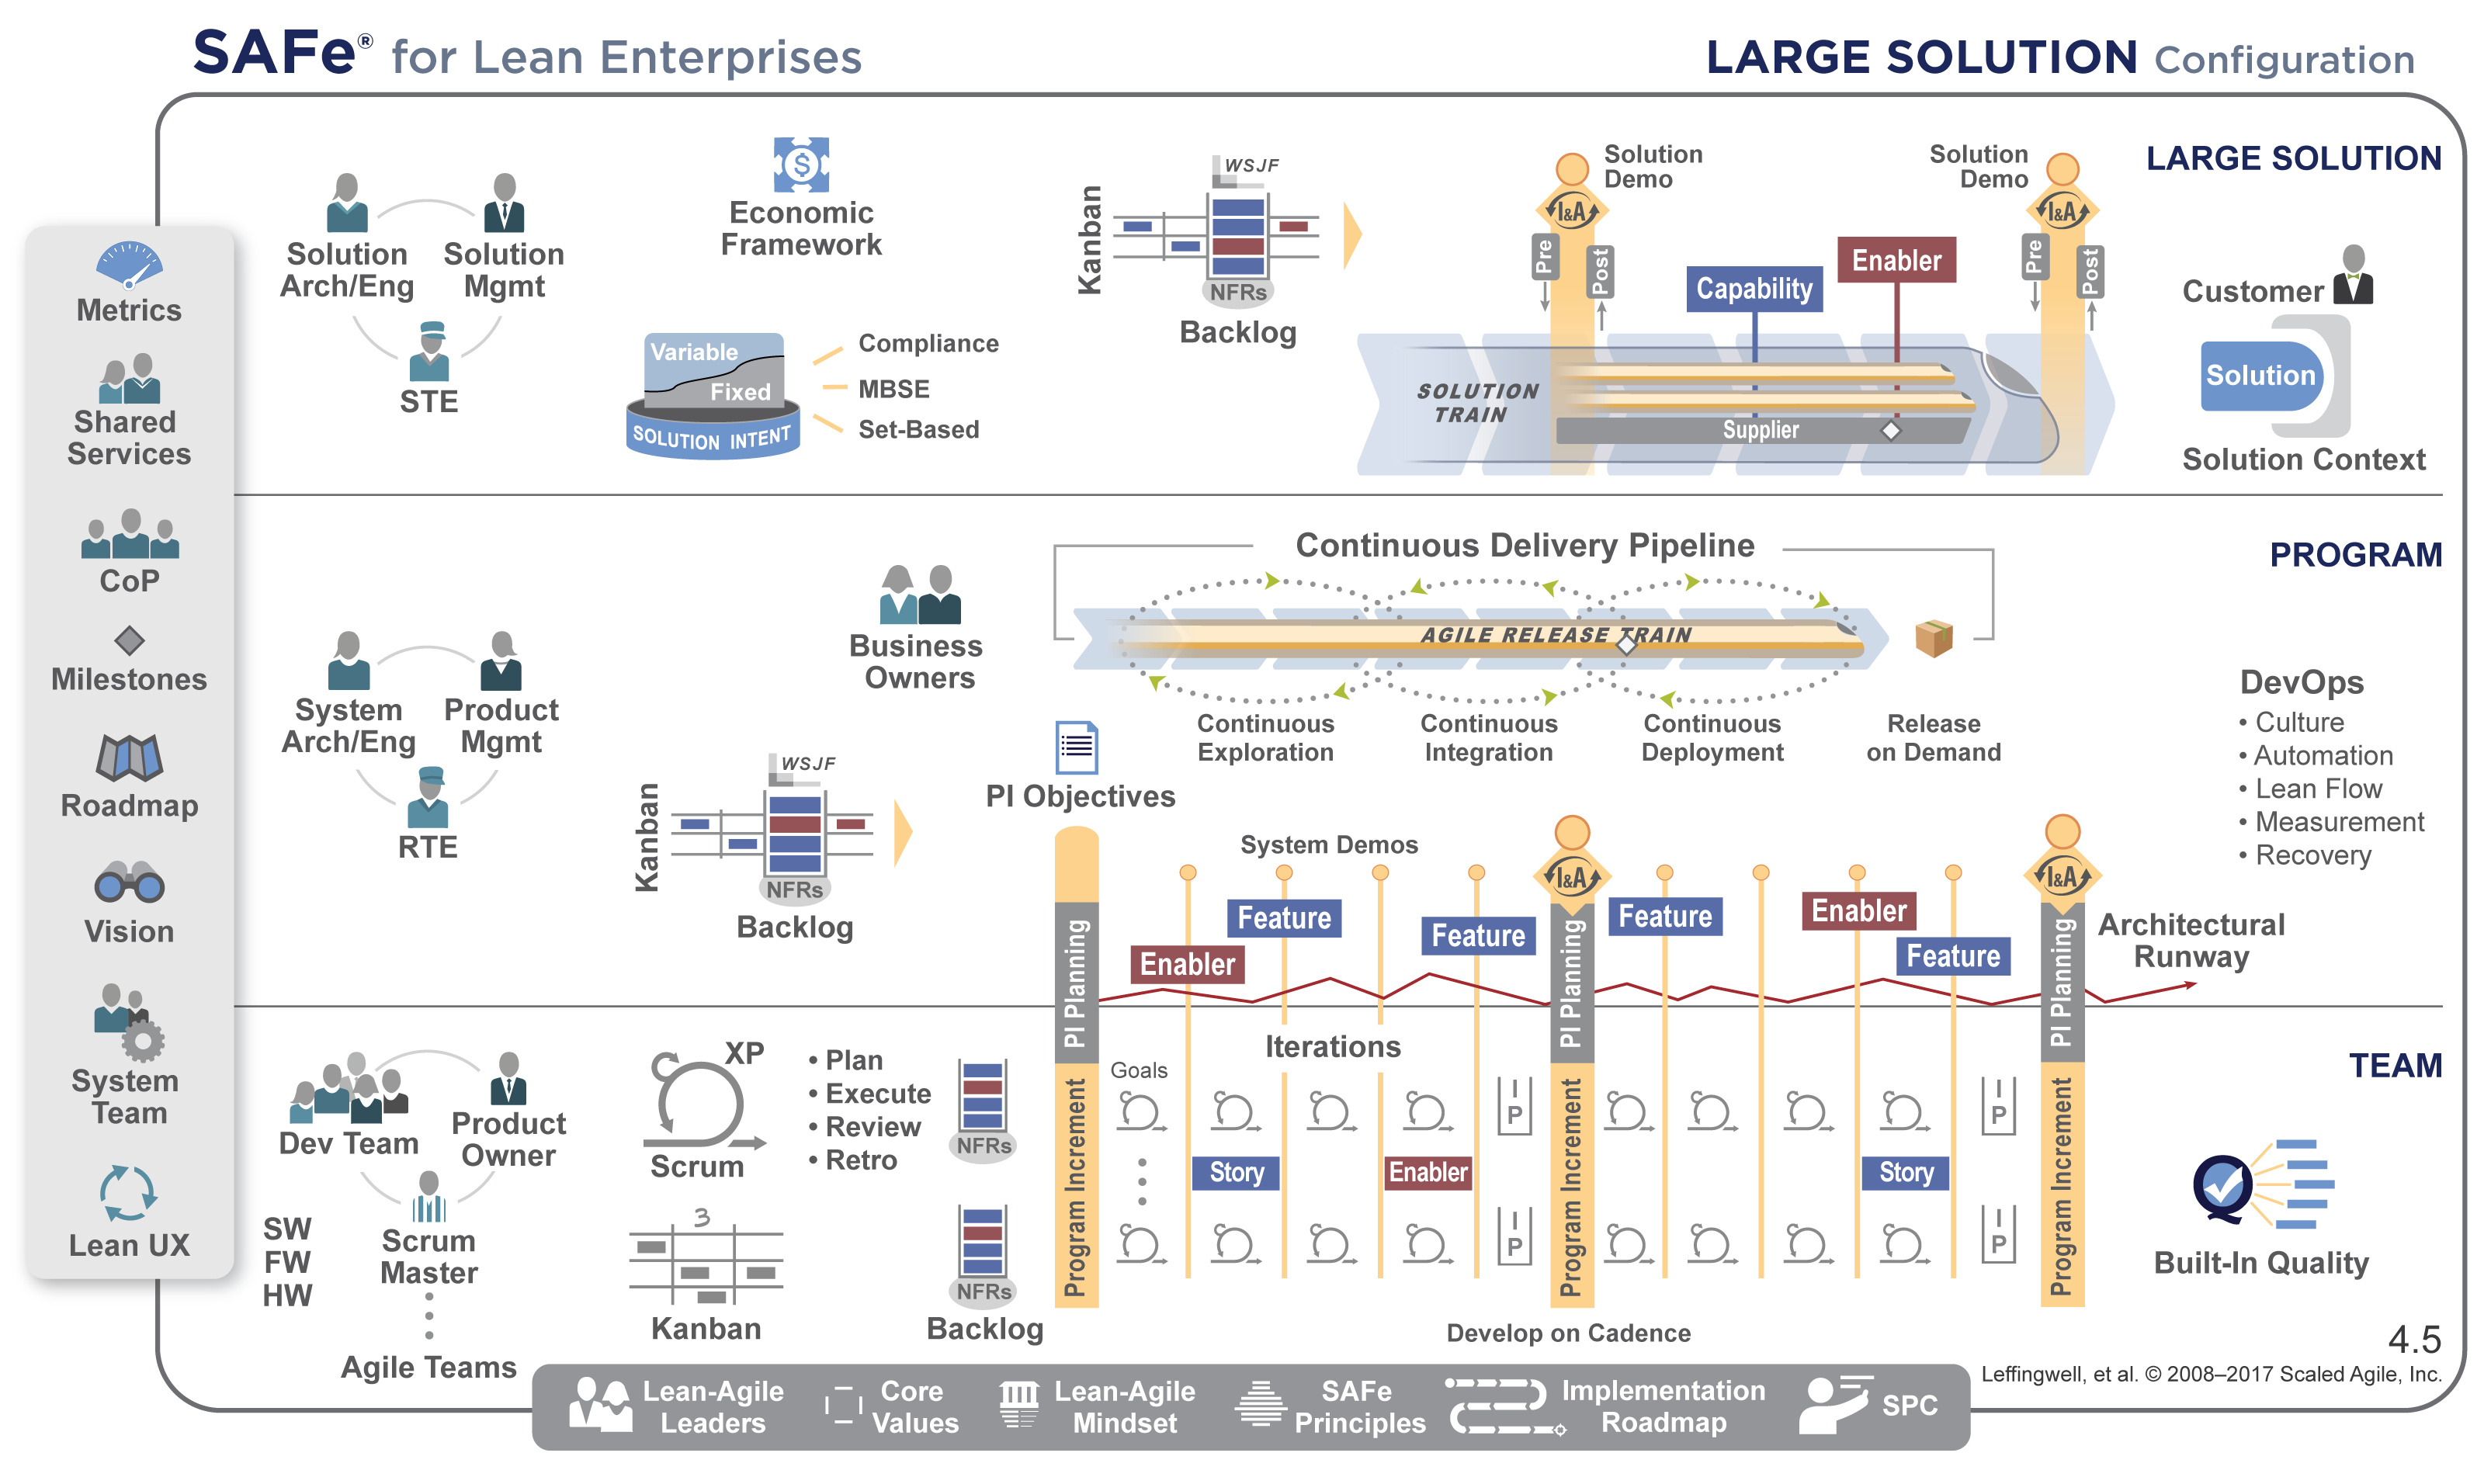 SAFe® for Lean Enterprises
LARGE SOLUTION Configuration
Metrics
Shared
Services
CoP
Milestones
Roadmap
Vision
System
Team
Lean UX
LARGE SOLUTION
Solution
Arch/Eng
Solution
Mgmt
STE
Economic
Framework
Variable
Fixed
SOLUTION INTENT
Compliance
MBSE
Set-Based
Kanban
WSJF
NFRs
Backlog
Solution
Demo
I&A
Pre
Post
Capability
Enabler
Solution
Demo
I&A
Pre
Post
SOLUTION
TRAIN
Supplier
Customer
Solution
Solution Context
PROGRAM
System
Arch/Eng
Product
Mgmt
RTE
Business
Owners
Kanban
WSJF
NFRs
Backlog
Continuous Delivery Pipeline
AGILE RELEASE TRAIN
Continuous
Exploration
Continuous
Integration
Continuous
Deployment
Release
on Demand
PI Objectives
DevOps
• Culture
• Automation
• Lean Flow
• Measurement
• Recovery
System Demos
I&A
I&A
Enabler
Feature
Feature
Feature
Enabler
Feature
Architectural
Runway
PI Planning
PI Planning
PI Planning
TEAM
Dev Team
Product
Owner
Scrum
Master
SW
FW
HW
Agile Teams
XP
Scrum
• Plan
• Execute
• Review
• Retro
3
Kanban
NFRs
NFRs
Backlog
Program Increment
Program Increment
Program Increment
Iterations
Goals
I
P
I
P
Story
Enabler
Story
I
P
I
P
Develop on Cadence
Built-In Quality
4.5
Leffingwell, et al. © 2008–2017 Scaled Agile, Inc.
Lean-Agile
Leaders
Core
Values
Lean-Agile
Mindset
SAFe
Principles
Implementation
Roadmap
SPC